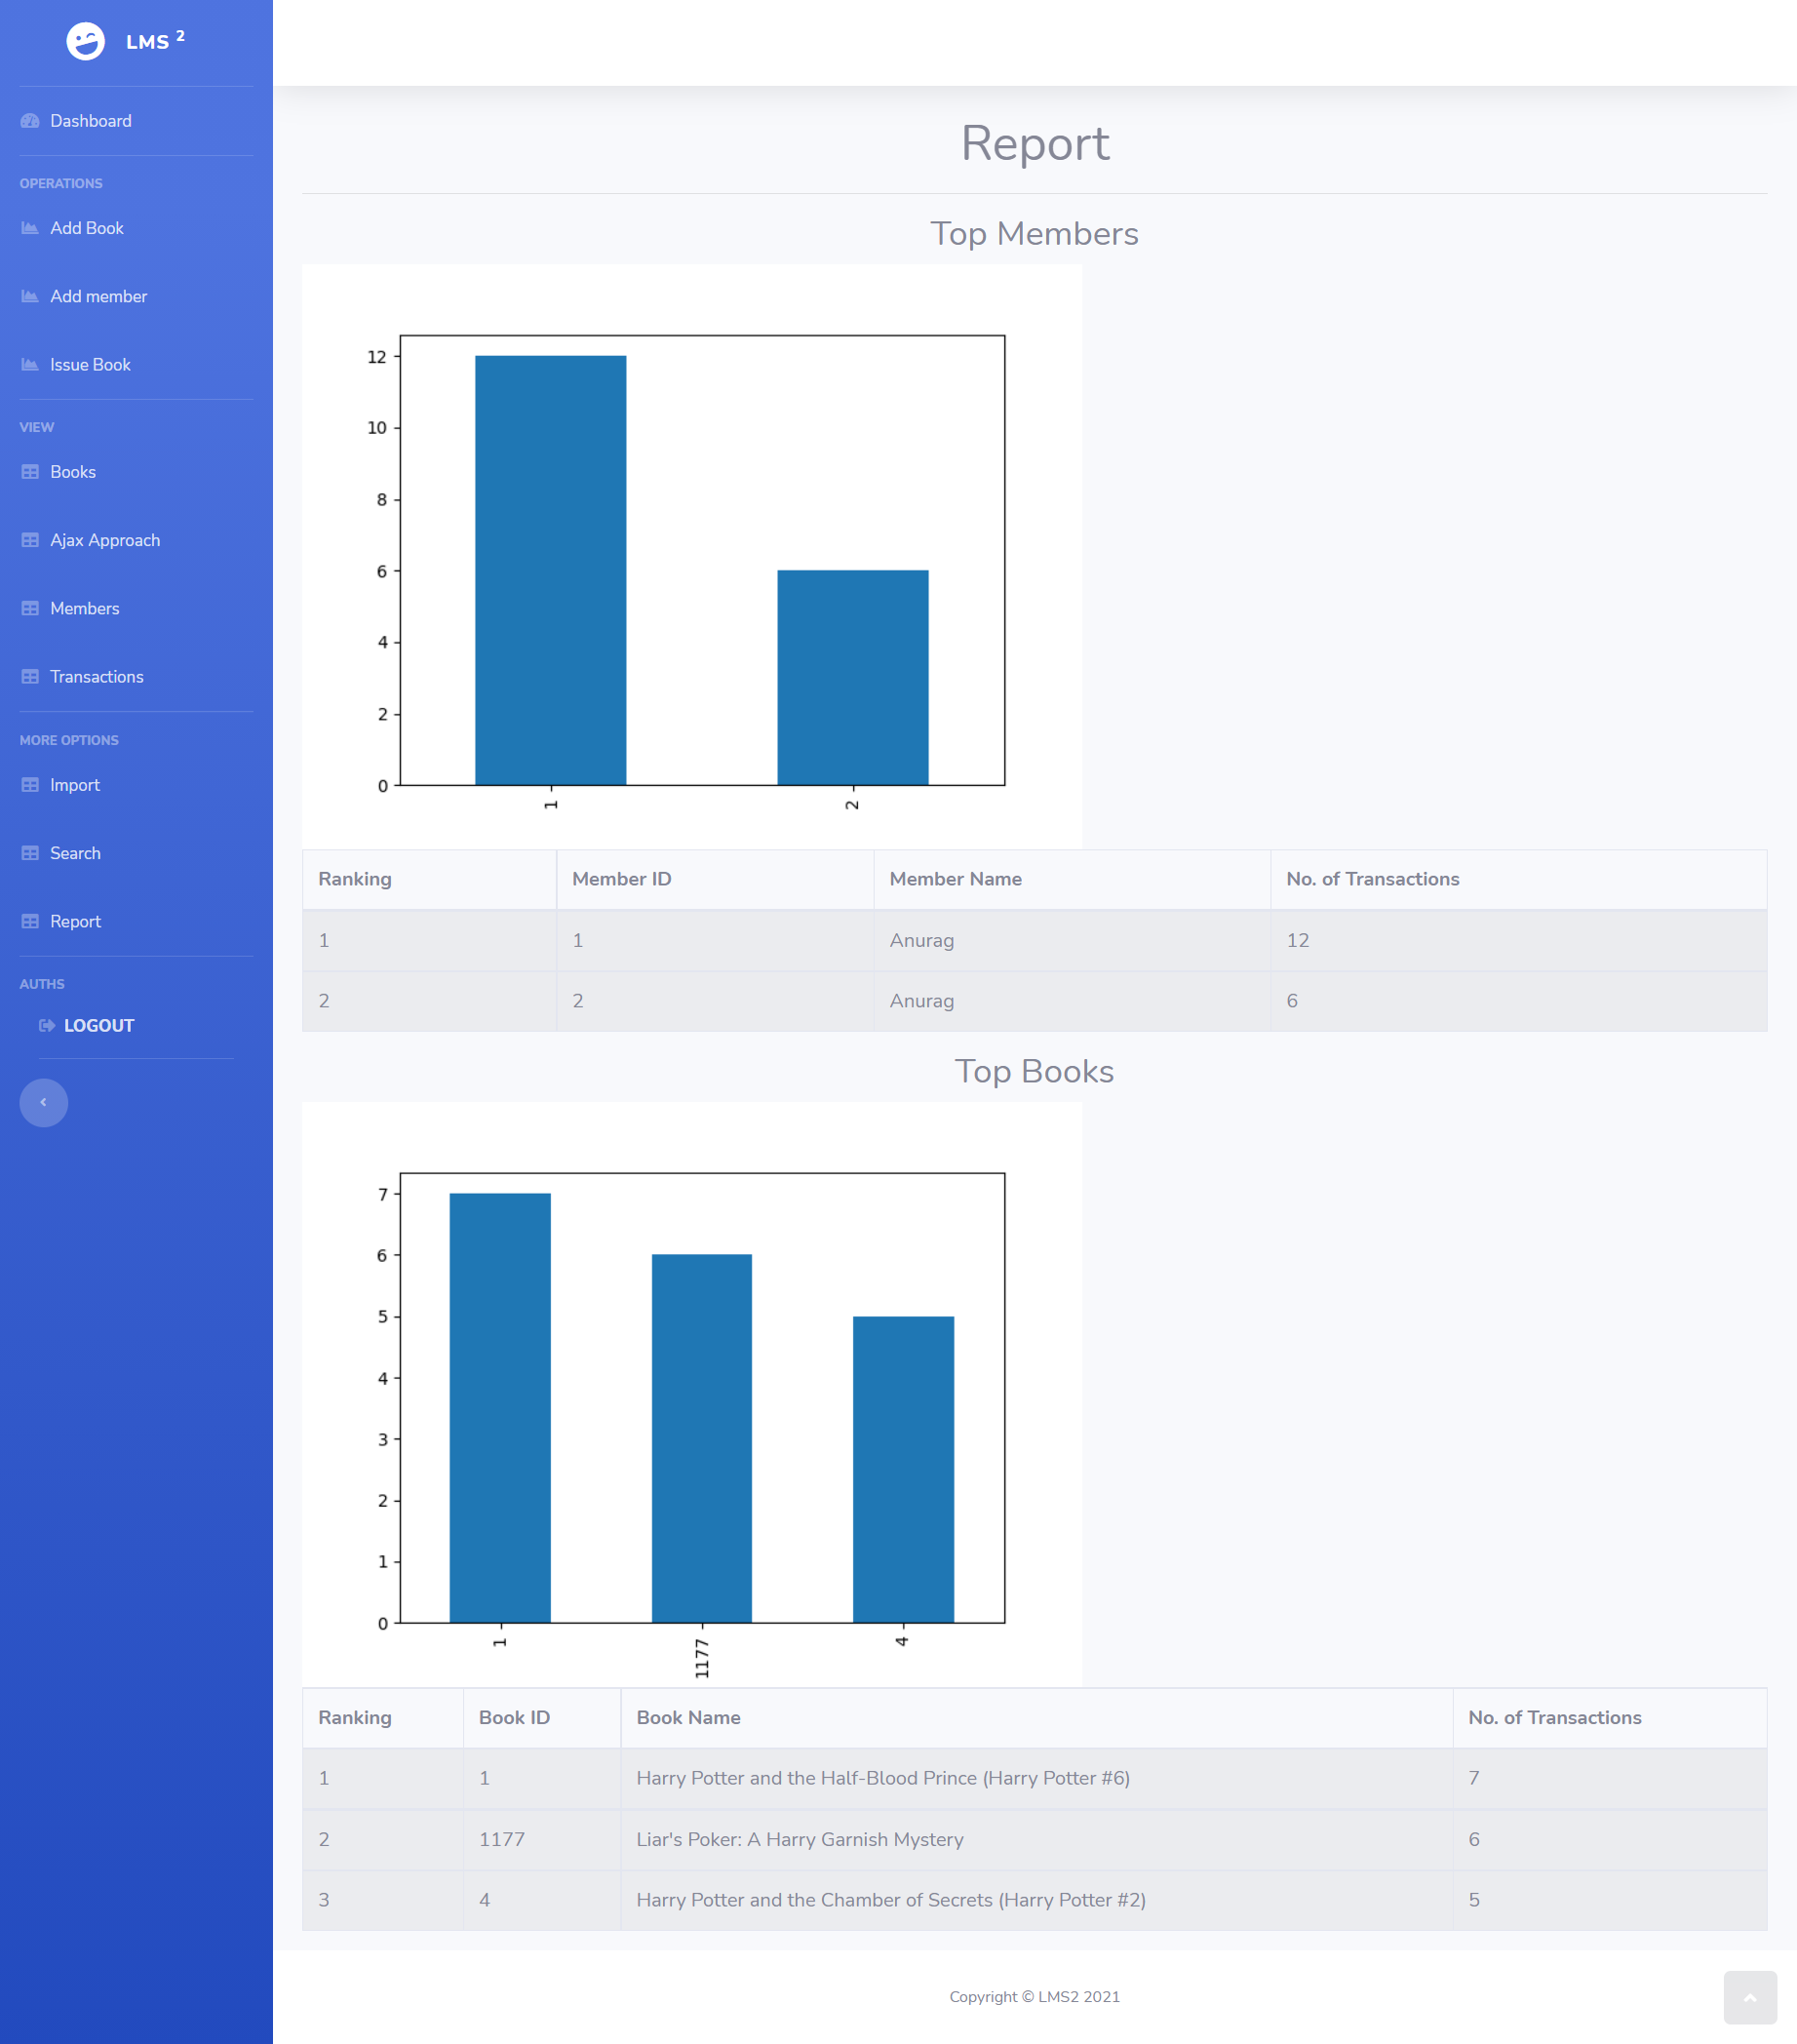 LMS 2
Dashboard
OPERATIONS
Add Book
Add member
Issue Book
VIEW
Books
Ajax Approach
Members
Transactions
MORE OPTIONS
Import
Search
Report
AUTHS
LOGOUT
Report
Top Members
12
10
8
6
4
2
0
1 2
Ranking Member ID Member Name No. of Transactions
1 1 Anurag 12
2 2 Anurag 6
Top Books
7
6
5
4
3
2
1
0
1 1177 4
Ranking Book ID Book Name No. of Transactions
1 1 Harry Potter and the Half-Blood Prince (Harry Potter #6) 7
2 1177 Liar's Poker: A Harry Garnish Mystery 6
3 4 Harry Potter and the Chamber of Secrets (Harry Potter #2) 5
Copyright © LMS2 2021